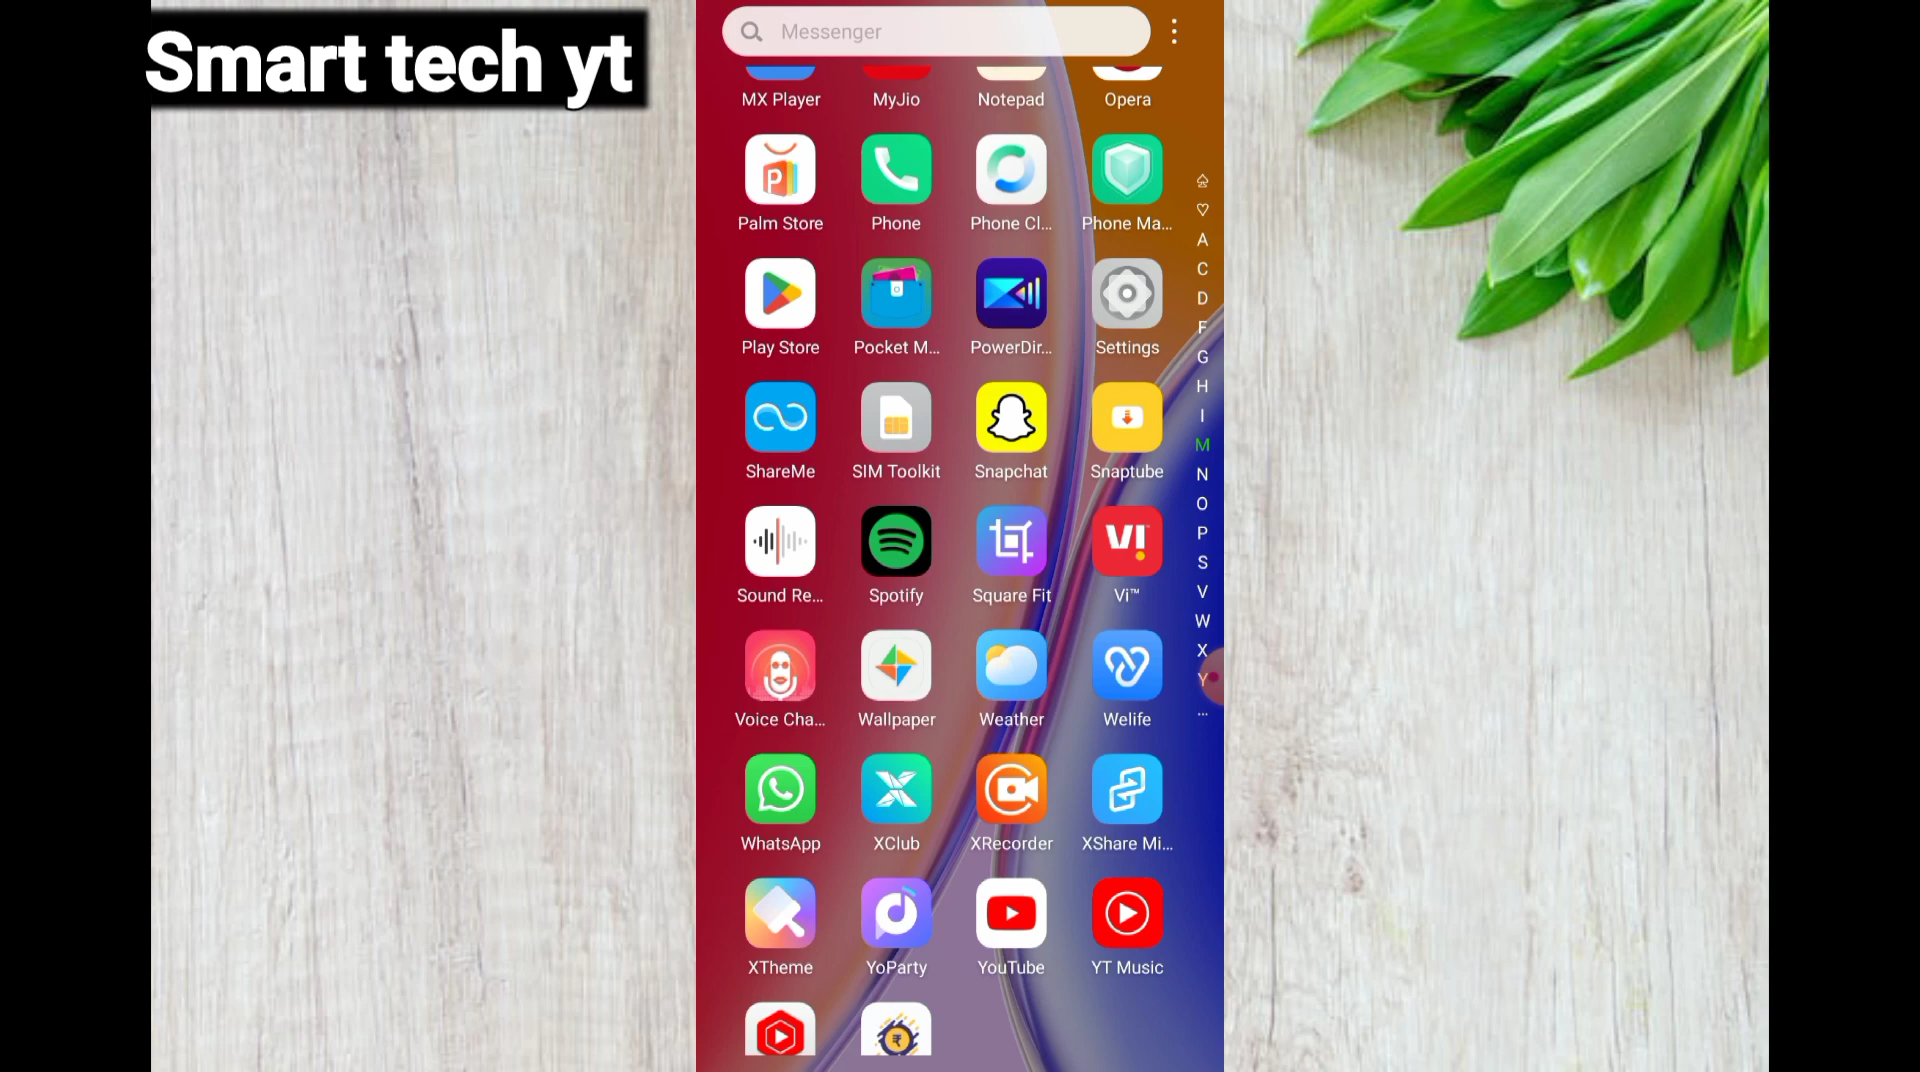 Smart tech yt
Messenger
MX Player MyJio Notepad Opera
Palm Store Phone Phone Cl... Phone Ma...
Play Store Pocket M... PowerDir... Settings
ShareMe SIM Toolkit Snapchat Snaptube
VI
Sound Re... Spotify Square Fit Vi™
Voice Cha... Wallpaper Weather Welife
WhatsApp XClub XRecorder XShare Mi...
XTheme YoParty YouTube YT Music
A
C
D
F
G
H
I
M
N
O
P
S
V
W
X
Y
...